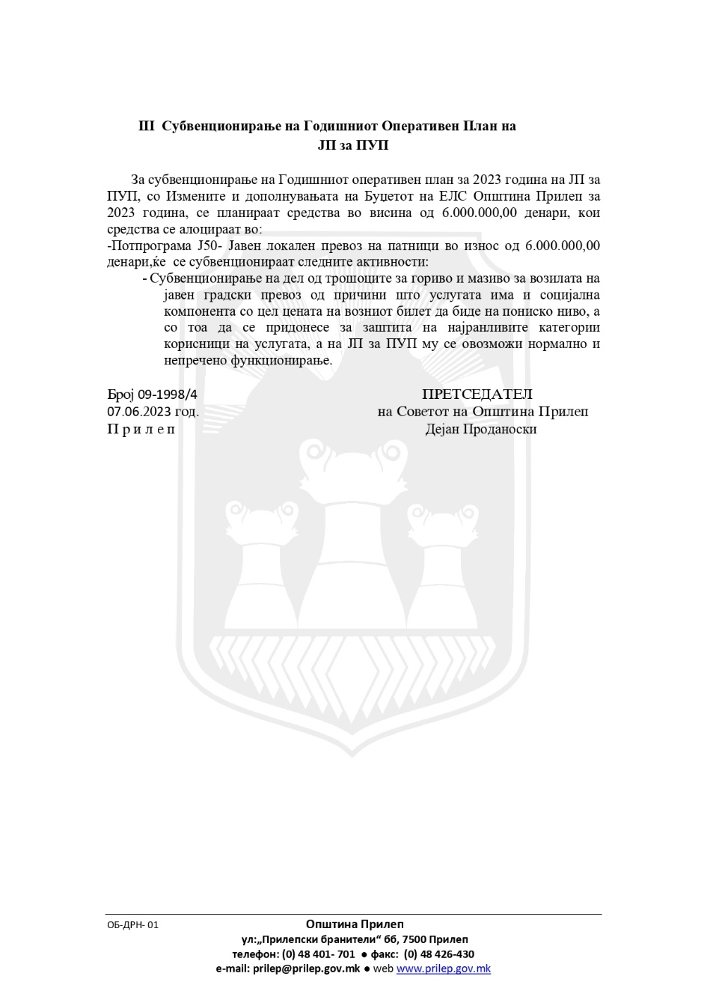 III Субвенционирање на Годишниот Оперативен План на
ЈП за ПУП
За субвенционирање на Годишниот оперативен план за 2023 година на ЈП за
ПУП, со Измените и дополнувањата на Буџетот на ЕЛС Општина Прилеп за
2023 година, се планираат средства во висина од 6.000.000,00 денари, кои
средства се алоцираат во:
-Потпрограма Ј50- Јавен локален превоз на патници во износ од 6.000.000,00
денари,ќе се субвенционираат следните активности:
- Субвенционирање на дел од трошоците за гориво и мазиво за возилата на
јавен градски превоз од причини што услугата има и социјална
компонента со цел цената на возниот билет да биде на пониско ниво, а
со тоа да се придонесе за заштита на најранливите категории
корисници на услугата, а на ЈП за ПУП му се овозможи нормално и
непречено функционирање.
Број 09-1998/4 ПРЕТСЕДАТЕЛ
07.06.2023 год. на Советот на Општина Прилеп
П р и л е п Дејан Проданоски
ОБ-ДРН- 01 Општина Прилеп
ул:„Прилепски бранители“ бб, 7500 Прилеп
телефон: (0) 48 401- 701 ● факс: (0) 48 426-430
e-mail: prilep@prilep.gov.mk ● web www.prilep.gov.mk